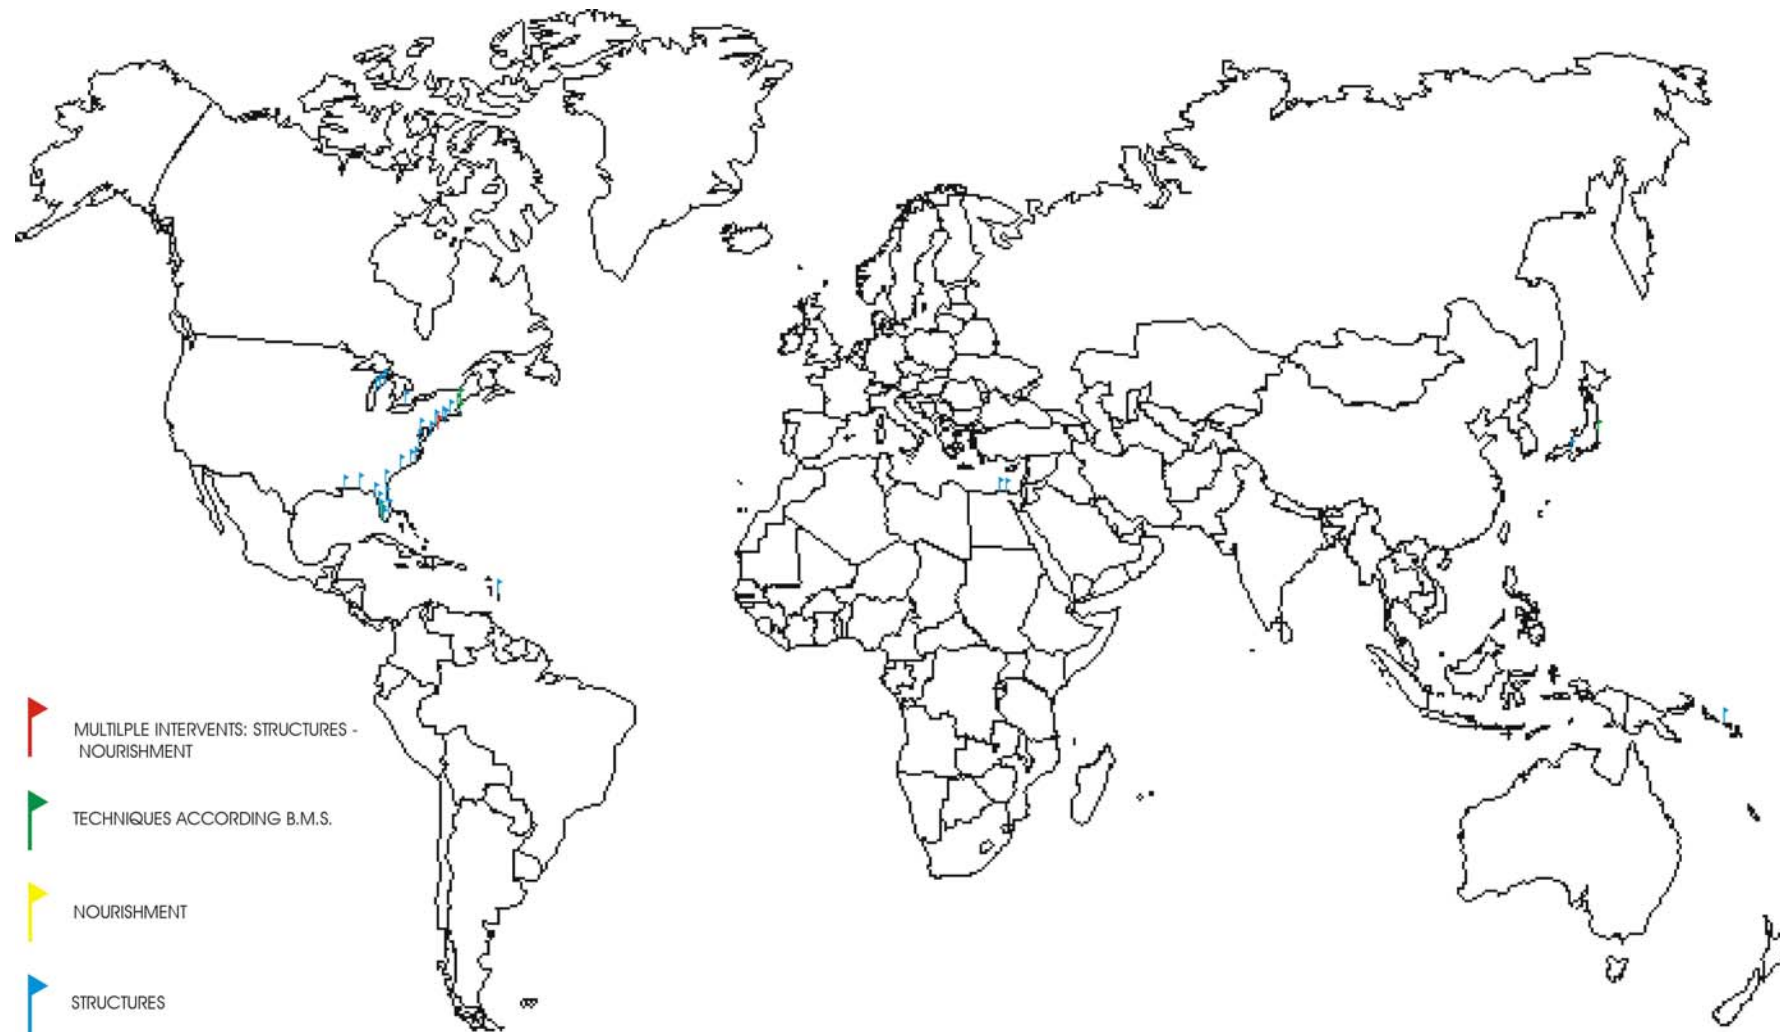 MULTILPLE INTERVENTS: STRUCTURES -
NOURISHMENT
TECHNIQUES ACCORDING B.M.S.
NOURISHMENT
STRUCTURES